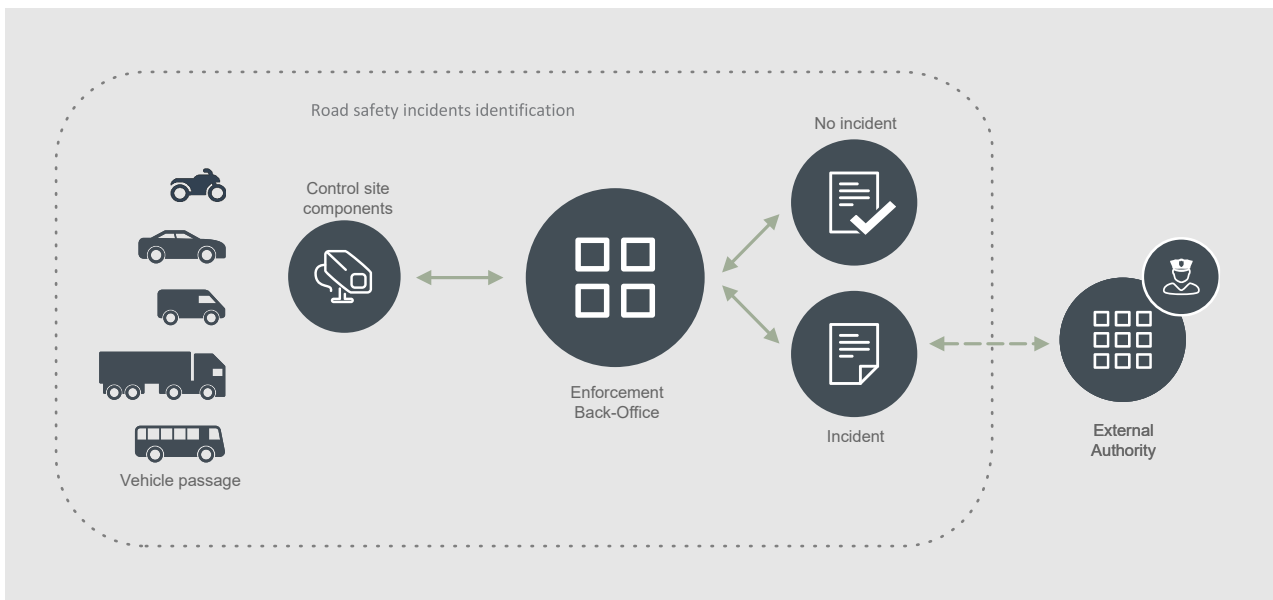 Road safety incidents identification
No incident
Control site
components
Enforcement
Back-Office
Incident
External
Authority
Vehicle passage